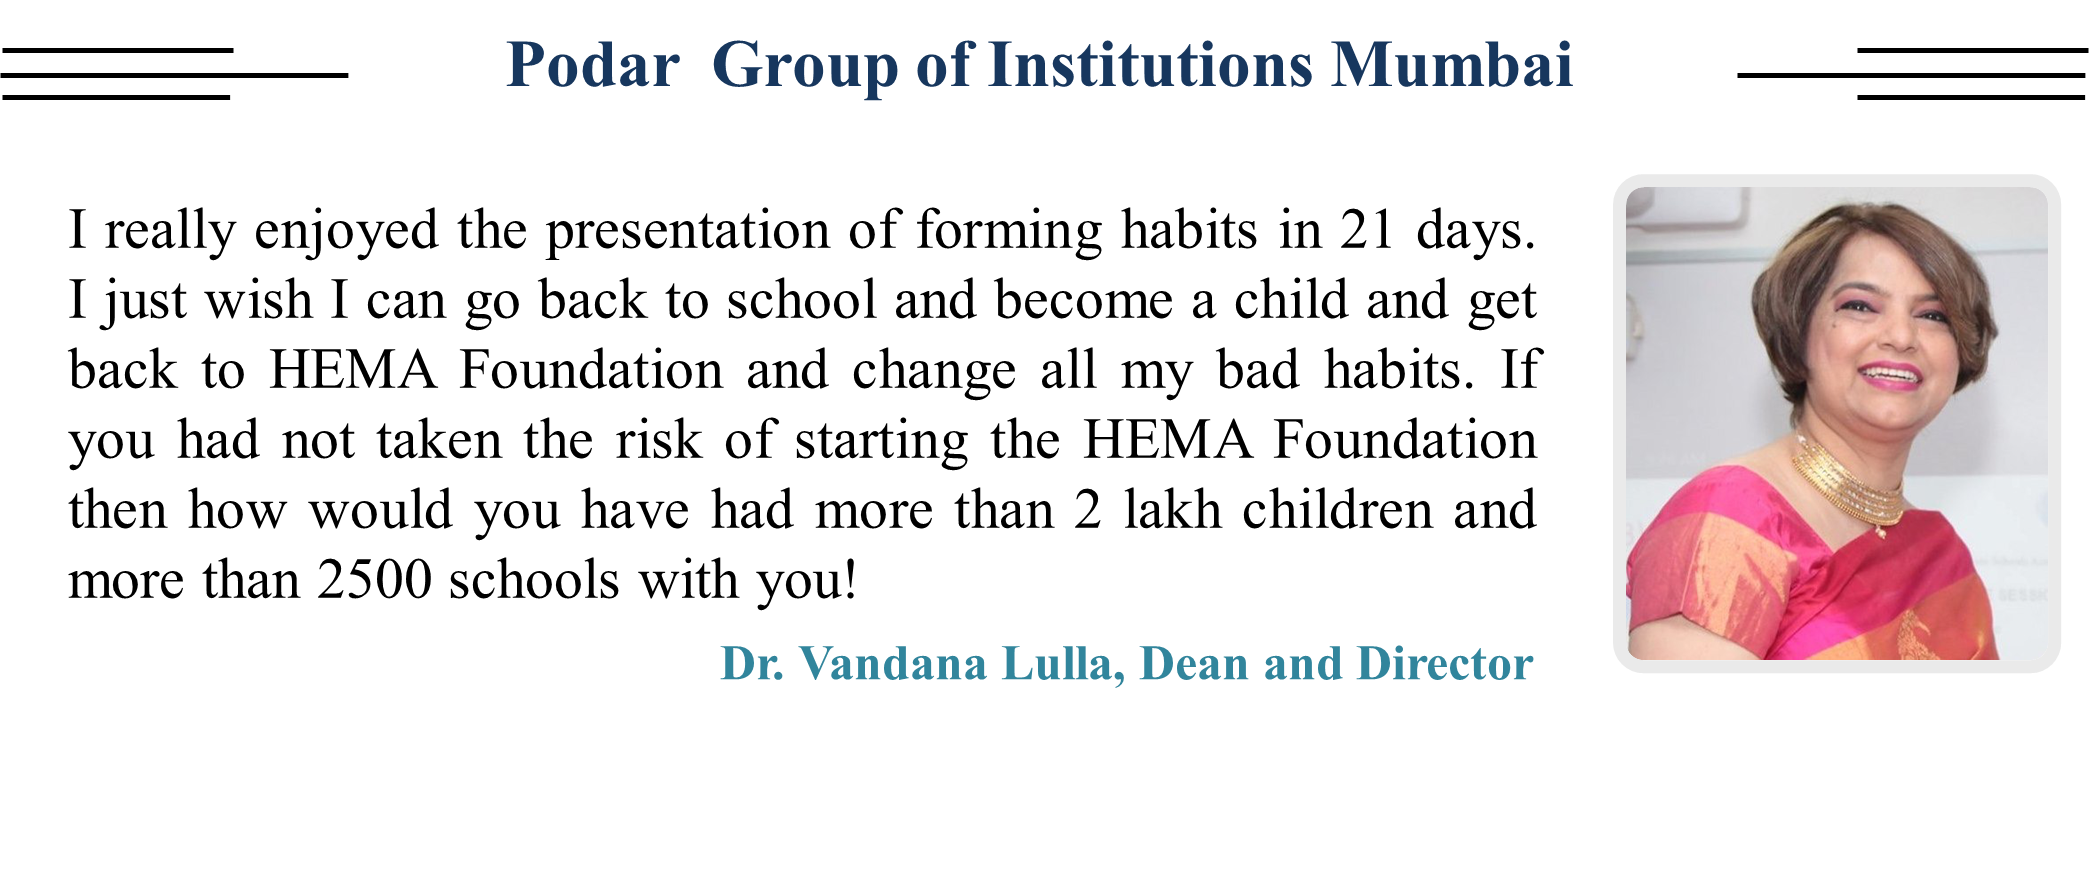 Podar Group of Institutions Mumbai
I really enjoyed the presentation of forming habits in 21 days.
I just wish I can go back to school and become a child and get
back to HEMA Foundation and change all my bad habits. If
you had not taken the risk of starting the HEMA Foundation
then how would you have had more than 2 lakh children and
more than 2500 schools with you!
Dr. Vandana Lulla, Dean and Director